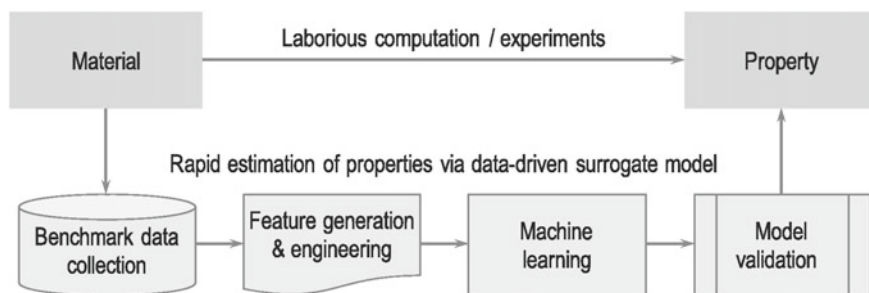 Laborious computation / experiments
Material
Property
Rapid estimation of properties via data-driven surrogate model
Benchmark data
collection
Feature generation
& engineering
Machine
learning
Model
validation